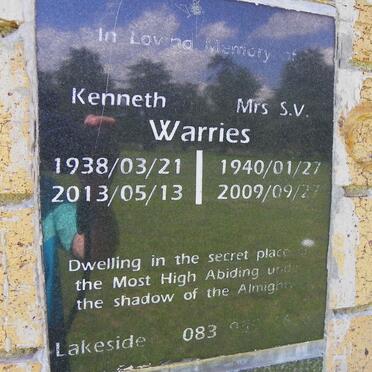 In Loving Memory of
Kenneth Mrs S.V.
Warries
1938/03/21 1940/01/27
2013/05/13 2009/09/27
Dwelling in the secret place
the Most High Abiding under
the shadow of the Almighty
Lakeside 083